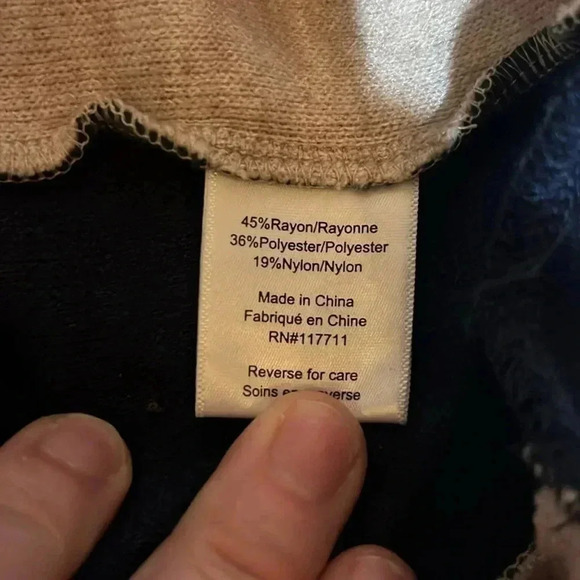 45%Rayon/Rayonne
36%Polyester/Polyester
19%Nylon/Nylon
Made in China
Fabriqué en Chine
RN#117711
Reverse for care
Soins